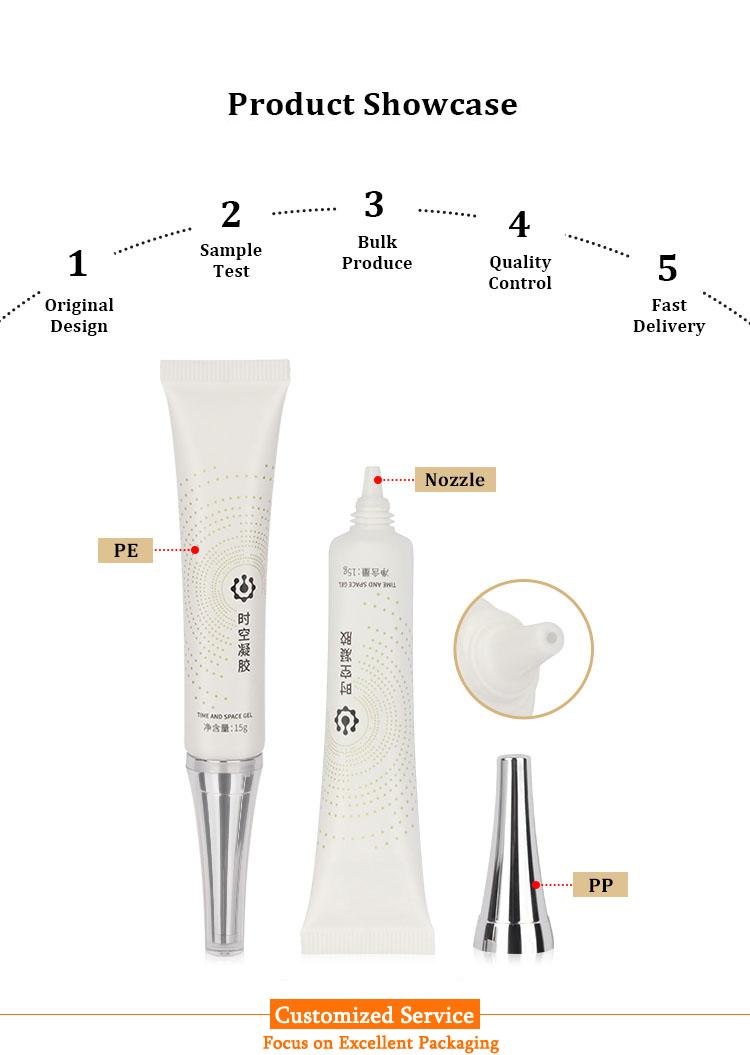 Product Showcase
1
Original
Design
2
Sample
Test
3
Bulk
Produce
4
Quality
Control
5
Fast
Delivery
Nozzle
PE
时空凝胶
TIME AND SPACE GEL
净含量:15g
净含量:15g
TIME AND SPACE GEL
时空凝胶
PP
Customized Service
Focus on Excellent Packaging